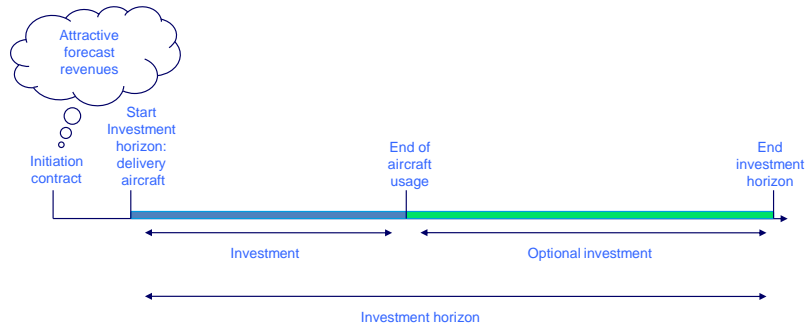 Attractive
forecast
revenues
Start
Investment
horizon:
delivery
aircraft
Initiation
contract
End of
aircraft
usage
End
investment
horizon
Investment
Optional investment
Investment horizon